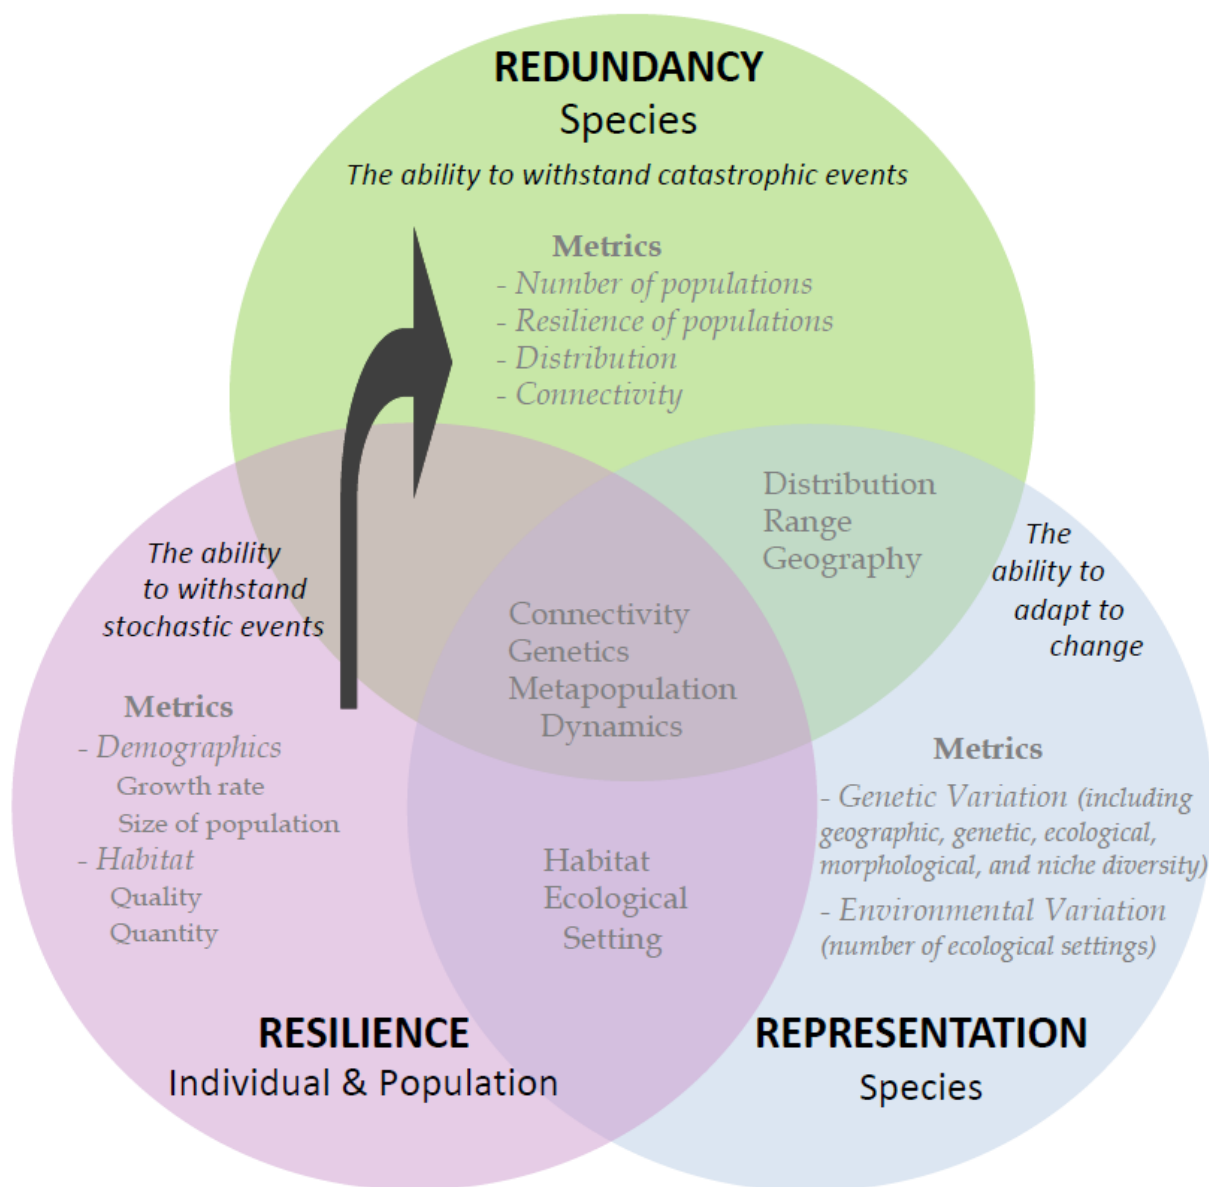 REDUNDANCY
Species
The ability to withstand catastrophic events
Metrics
- Number of populations
- Resilience of populations
- Distribution
- Connectivity
Distribution
Range
Geography
The ability
to withstand
stochastic events
The
ability to
adapt to
change
Connectivity
Genetics
Metapopulation
Dynamics
Metrics
- Demographics
Growth rate
Size of population
- Habitat
Quality
Quantity
Habitat
Ecological
Setting
Metrics
- Genetic Variation (including
geographic, genetic, ecological,
morphological, and niche diversity)
- Environmental Variation
(number of ecological settings)
RESILIENCE
Individual & Population
REPRESENTATION
Species